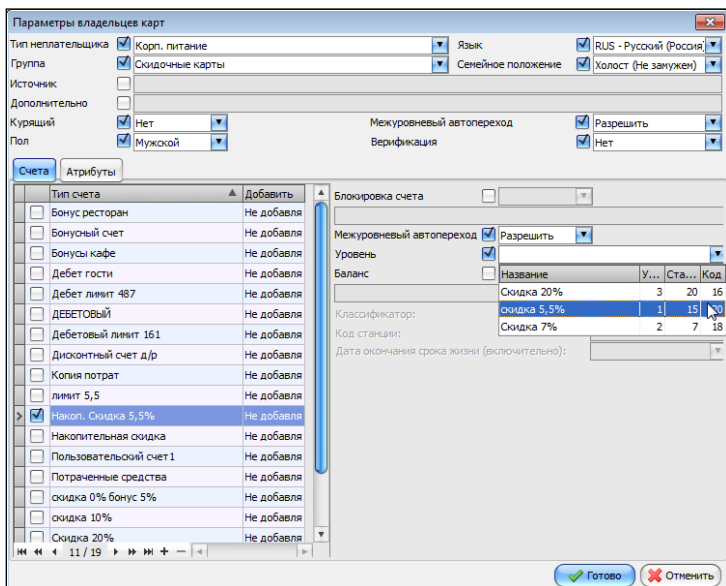 Параметры владельцев карт
Тип неплательщика Корп. питание Язык RUS - Русский (Россия)
Группа Скидочные карты Семейное положение Холост (Не замужем)
Источник
Дополнительно
Курящий Нет Межуровневый автопереход Разрешить
Пол Мужской Верификация Нет
Счета Атрибуты
Тип счета Добавить
Бонус ресторан Не добавля
Бонусный счет Не добавля
Бонусы кафе Не добавля
Дебет гости Не добавля
Дебет лимит 487 Не добавля
ДЕБЕТОВЫЙ Не добавля
Дебетовый лимит 161 Не добавля
Дисконтный счет д/р Не добавля
Копия потрат Не добавля
лимит 5,5 Не добавля
Накоп. Скидка 5,5% Не добавля
Накопительная скидка Не добавля
Пользовательский счет1 Не добавля
Потраченные средства Не добавля
скидка 0% бонус 5% Не добавля
скидка 10% Не добавля
Скидка 20% Не добавля
11 / 19
Блокировка счета
Межуровневый автопереход Разрешить
Уровень
Баланс
Название У... Ста... Код
Скидка 20% 3 20 16
скидка 5,5% 1 15 20
Скидка 7% 2 7 18
Классификатор:
Код станции:
Дата окончания срока жизни (включительно):
Готово Отменить